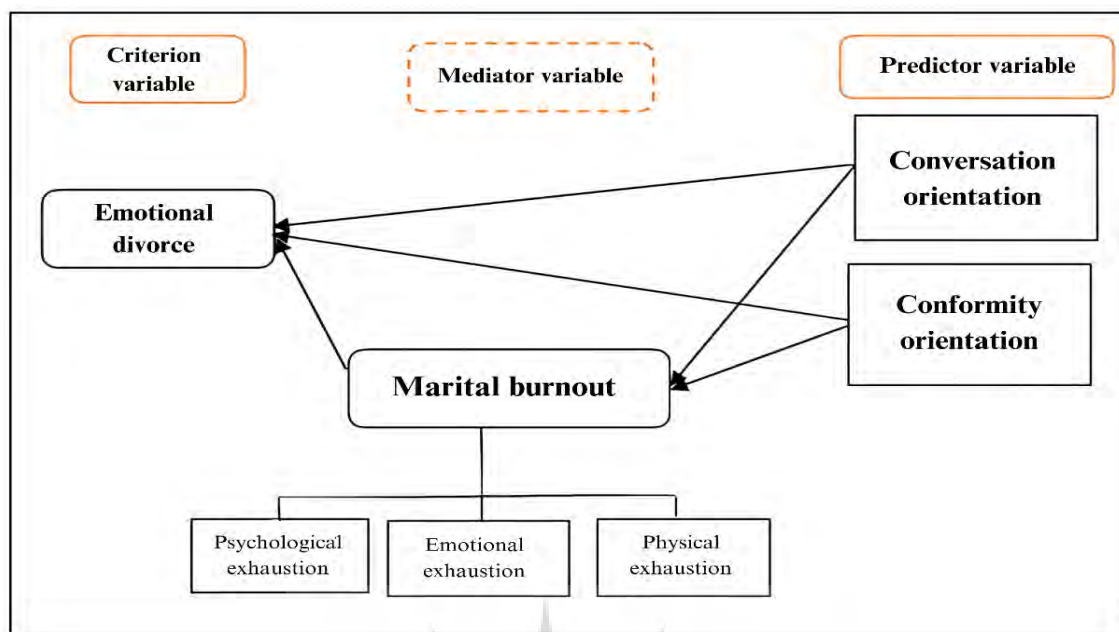 Criterion
variable
Mediator variable
Predictor variable
Conversation
orientation
Emotional
divorce
Conformity
orientation
Marital burnout
Psychological
exhaustion
Emotional
exhaustion
Physical
exhaustion